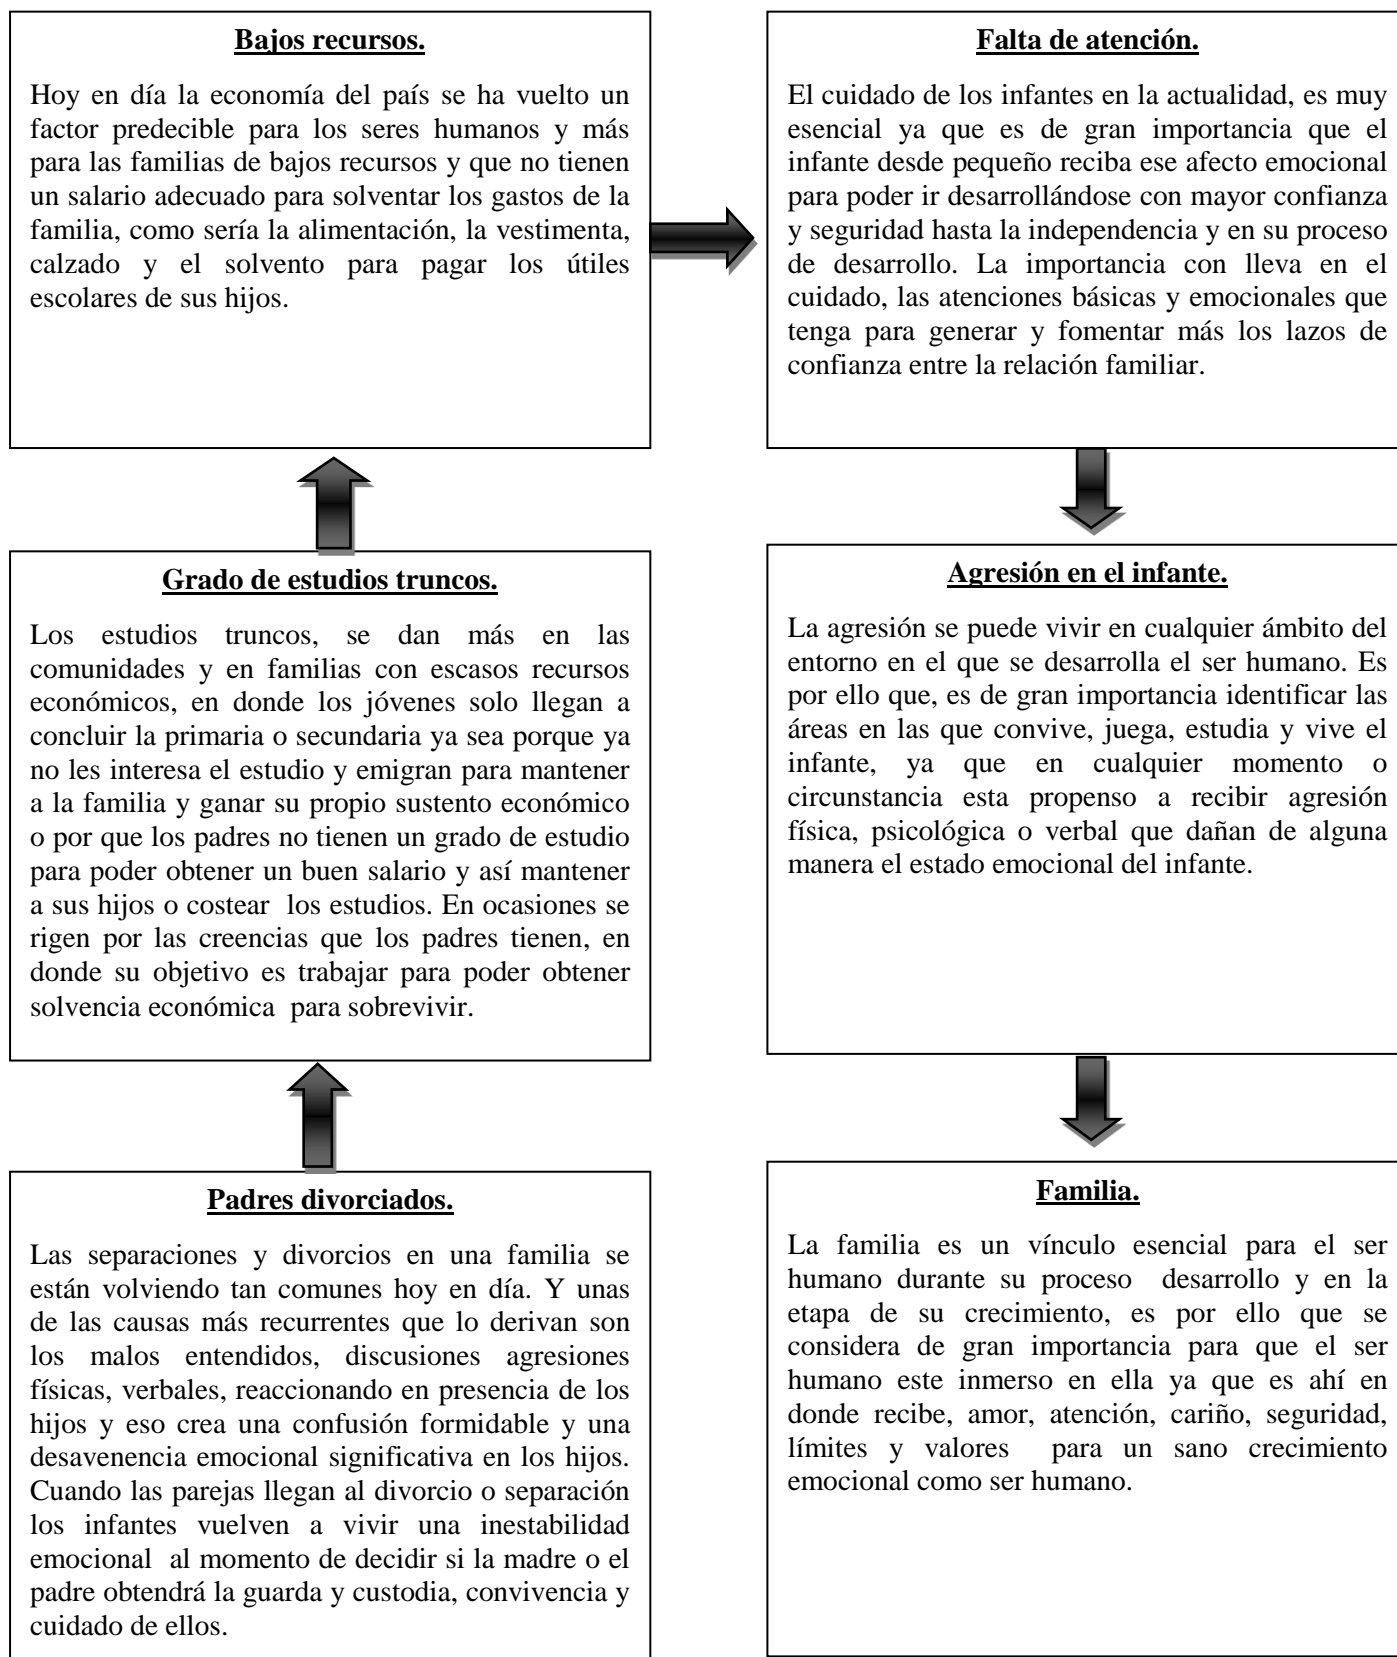 Bajos recursos.
Hoy en día la economía del país se ha vuelto un
factor predecible para los seres humanos y más
para las familias de bajos recursos y que no tienen
un salario adecuado para solventar los gastos de la
familia, como sería la alimentación, la vestimenta,
calzado y el solvento para pagar los útiles
escolares de sus hijos.
Falta de atención.
El cuidado de los infantes en la actualidad, es muy
esencial ya que es de gran importancia que el
infante desde pequeño reciba ese afecto emocional
para poder ir desarrollándose con mayor confianza
y seguridad hasta la independencia y en su proceso
de desarrollo. La importancia con lleva en el
cuidado, las atenciones básicas y emocionales que
tenga para generar y fomentar más los lazos de
confianza entre la relación familiar.
Grado de estudios truncos.
Los estudios truncos, se dan más en las
comunidades y en familias con escasos recursos
económicos, en donde los jóvenes solo llegan a
concluir la primaria o secundaria ya sea porque ya
no les interesa el estudio y emigran para mantener
a la familia y ganar su propio sustento económico
o por que los padres no tienen un grado de estudio
para poder obtener un buen salario y así mantener
a sus hijos o costear los estudios. En ocasiones se
rigen por las creencias que los padres tienen, en
donde su objetivo es trabajar para poder obtener
solvencia económica para sobrevivir.
Agresión en el infante.
La agresión se puede vivir en cualquier ámbito del
entorno en el que se desarrolla el ser humano. Es
por ello que, es de gran importancia identificar las
áreas en las que convive, juega, estudia y vive el
infante, ya que en cualquier momento o
circunstancia esta propenso a recibir agresión
física, psicológica o verbal que dañan de alguna
manera el estado emocional del infante.
Padres divorciados.
Las separaciones y divorcios en una familia se
están volviendo tan comunes hoy en día. Y unas
de las causas más recurrentes que lo derivan son
los malos entendidos, discusiones agresiones
físicas, verbales, reaccionando en presencia de los
hijos y eso crea una confusión formidable y una
desavenencia emocional significativa en los hijos.
Cuando las parejas llegan al divorcio o separación
los infantes vuelven a vivir una inestabilidad
emocional al momento de decidir si la madre o el
padre obtendrá la guarda y custodia, convivencia y
cuidado de ellos.
Familia.
La familia es un vínculo esencial para el ser
humano durante su proceso desarrollo y en la
etapa de su crecimiento, es por ello que se
considera de gran importancia para que el ser
humano este inmerso en ella ya que es ahí en
donde recibe, amor, atención, cariño, seguridad,
límites y valores para un sano crecimiento
emocional como ser humano.